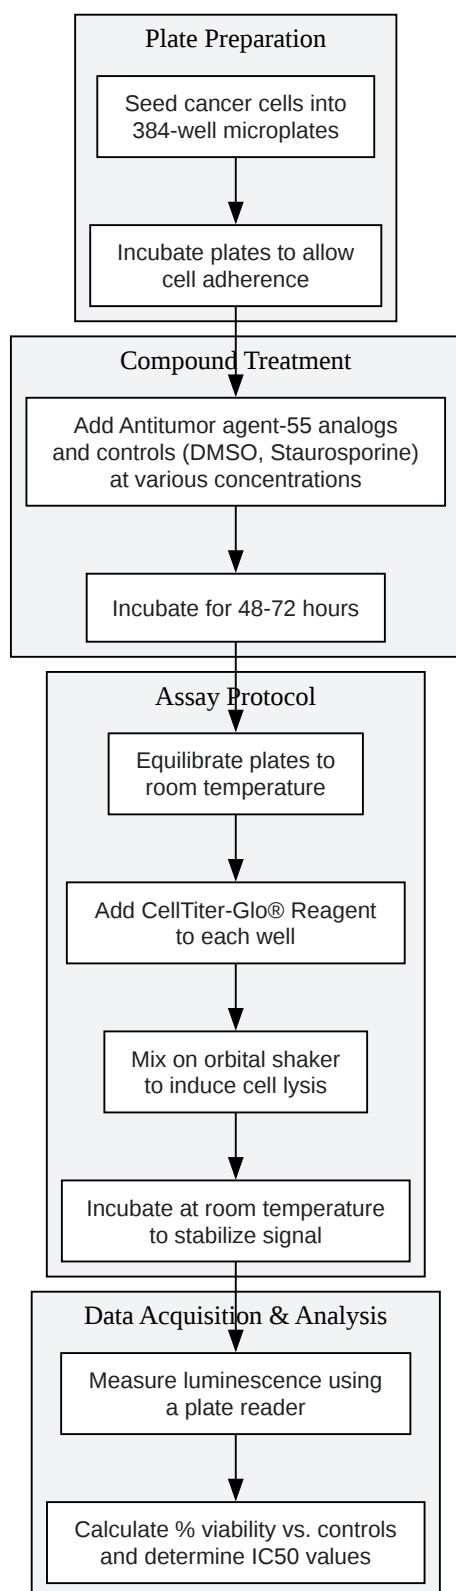 Plate Preparation
Seed cancer cells into
384-well microplates
Incubate plates to allow
cell adherence
Compound Treatment
Add Antitumor agent-55 analogs
and controls (DMSO, Staurosporine)
at various concentrations
Incubate for 48-72 hours
Assay Protocol
Equilibrate plates to
room temperature
Add CellTiter-Glo® Reagent
to each well
Mix on orbital shaker
to induce cell lysis
Incubate at room temperature
to stabilize signal
Data Acquisition & Analysis
Measure luminescence using
a plate reader
Calculate % viability vs. controls
and determine IC50 values